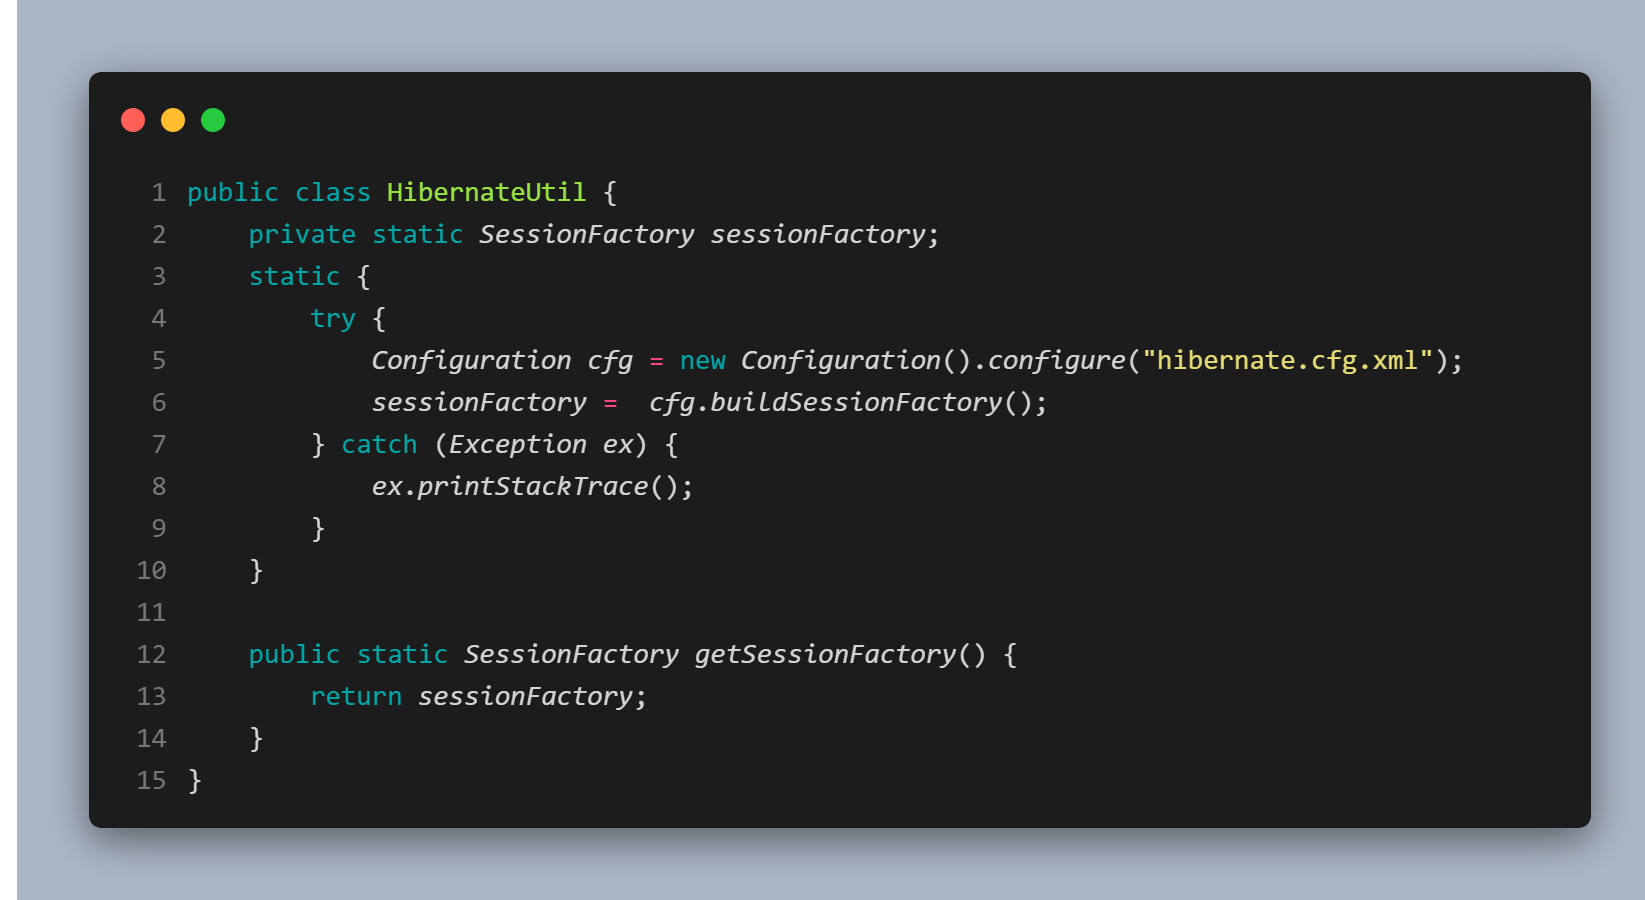 1 public class HibernateUtil {
2     private static SessionFactory sessionFactory;
3     static {
4         try {
5             Configuration cfg = new Configuration().configure("hibernate.cfg.xml");
6             sessionFactory =  cfg.buildSessionFactory();
7         } catch (Exception ex) {
8             ex.printStackTrace();
9         }
10     }
11
12     public static SessionFactory getSessionFactory() {
13         return sessionFactory;
14     }
15 }